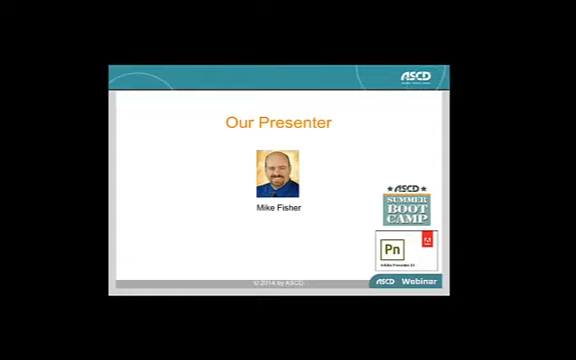 ASCD
Our Presenter
Mike Fisher
ASCD
SUMMER
BOOT
CAMP
Pn
© 2014 by ASCD
ASCD Webinar